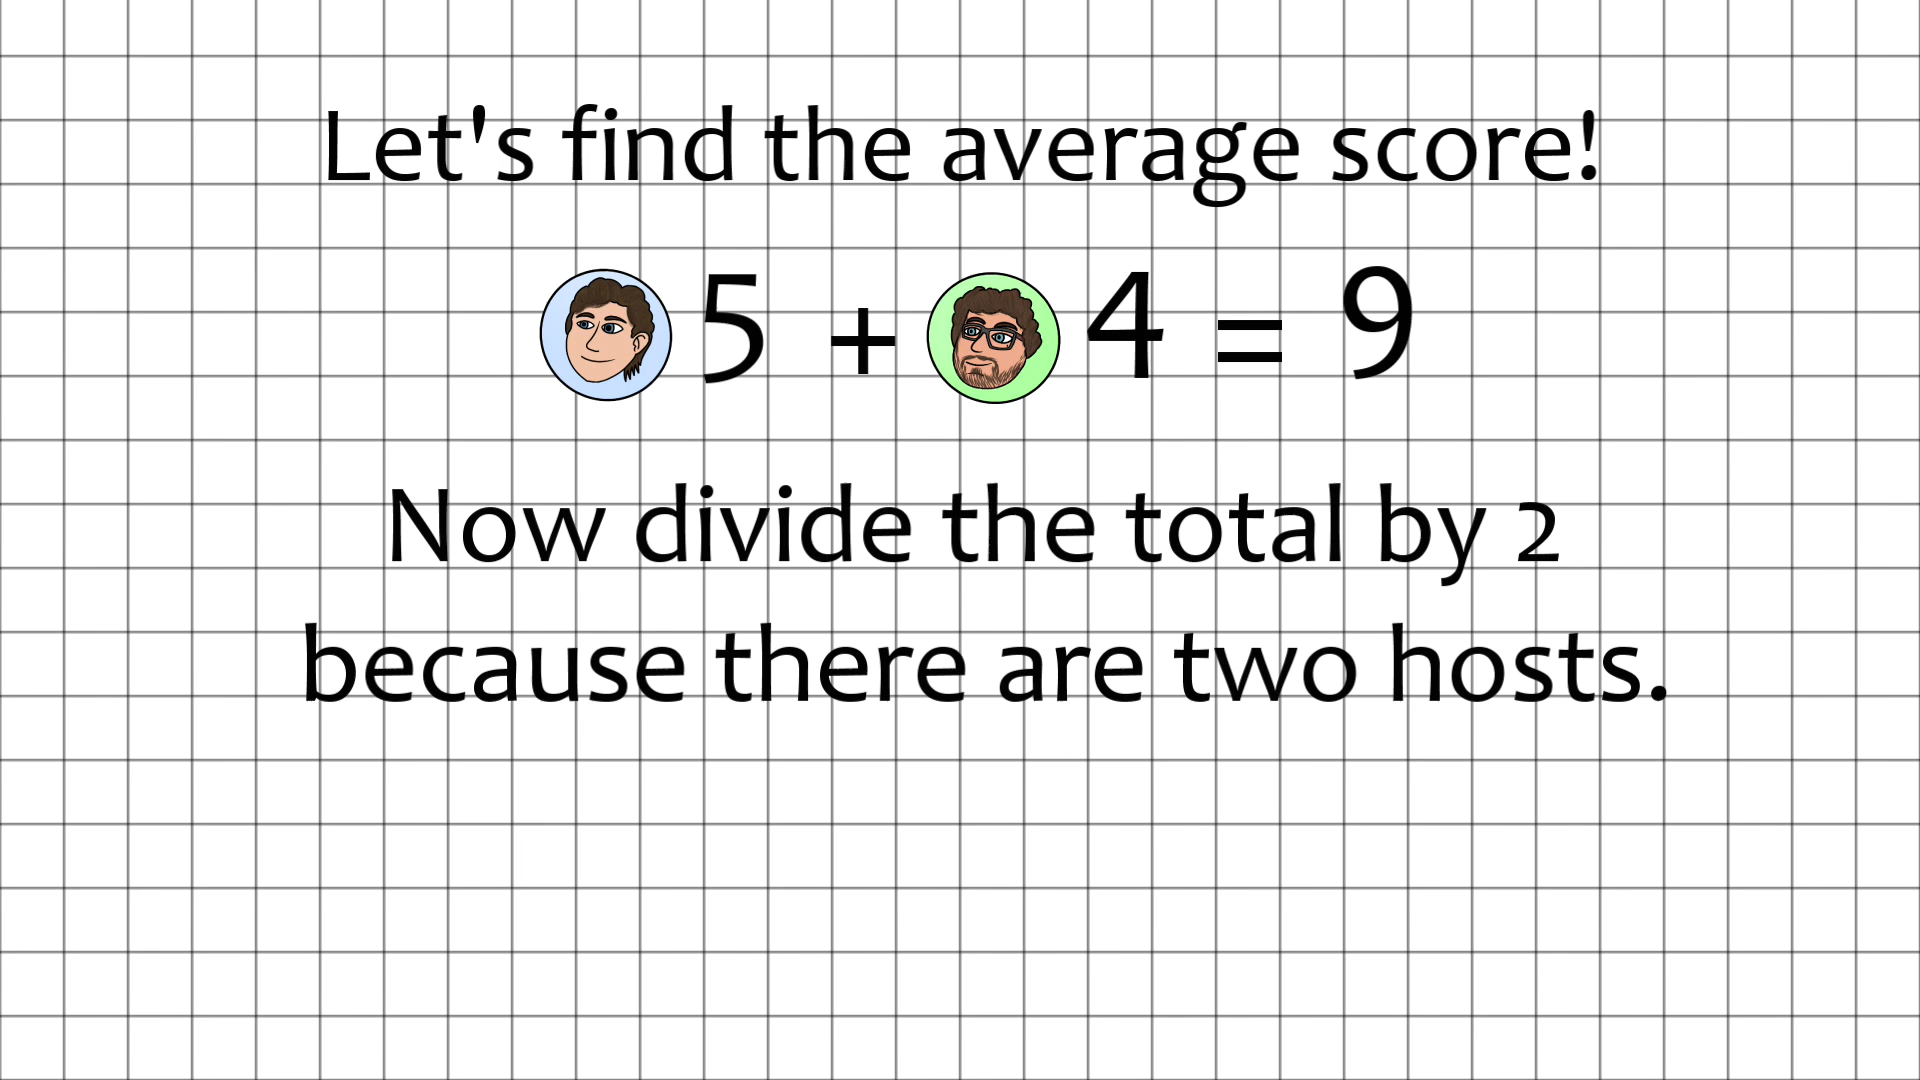 Let's find the average score!
5 + 4 = 9
Now divide the total by 2
because there are two hosts.